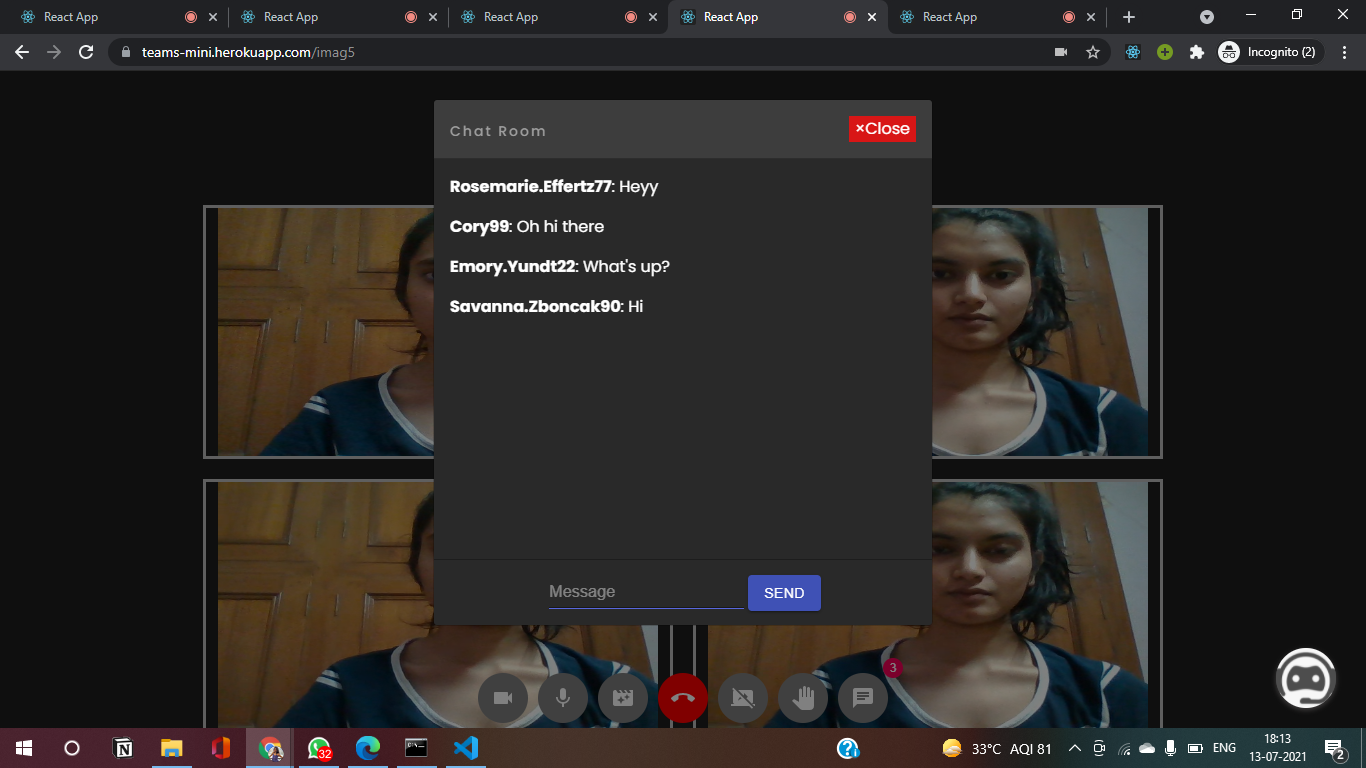 React App
React App
React App
React App
React App
teams-mini.herokuapp.com/imag5
Incognito (2)
Chat Room
×Close
Rosemarie.Effertz77: Heyy
Cory99: Oh hi there
Emory.Yundt22: What's up?
Savanna.Zboncak90: Hi
Message
SEND
3
32
33°C AQI 81
ENG
18:13
13-07-2021
2